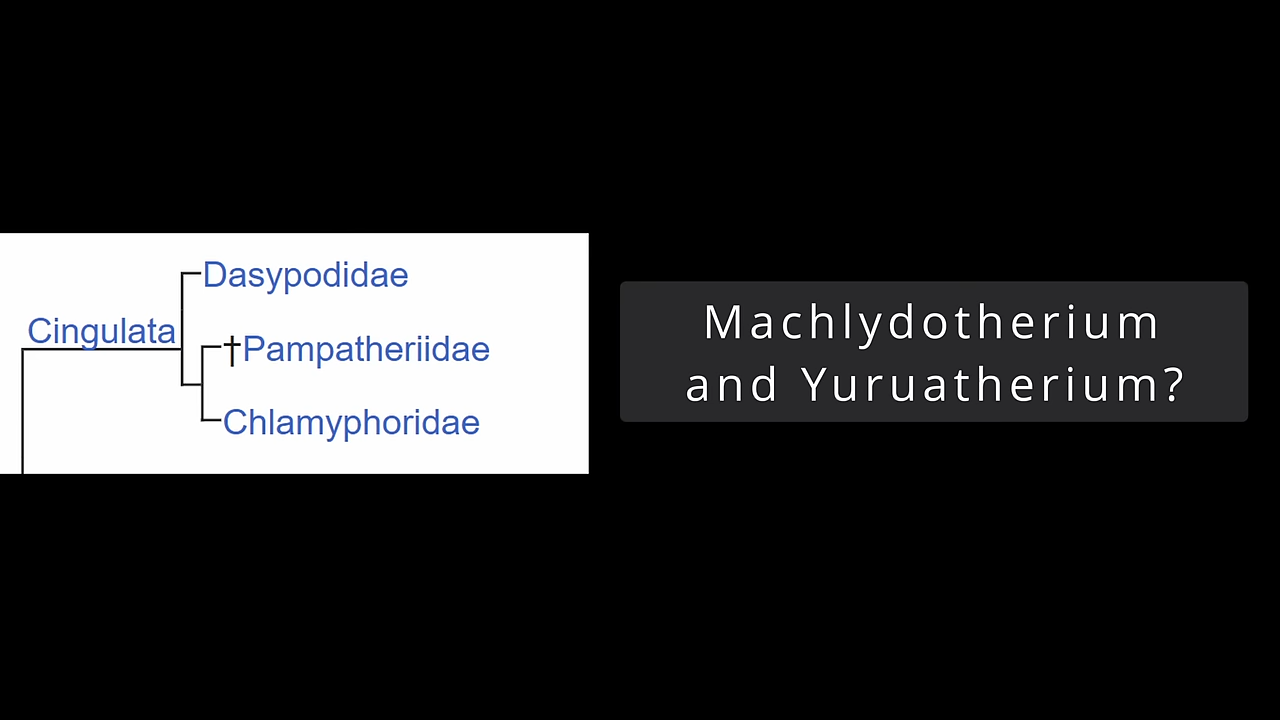 Dasypodidae
Cingulata
†Pampatheriidae
Chlamyphoridae
Machlydotherium
and Yuruatherium?